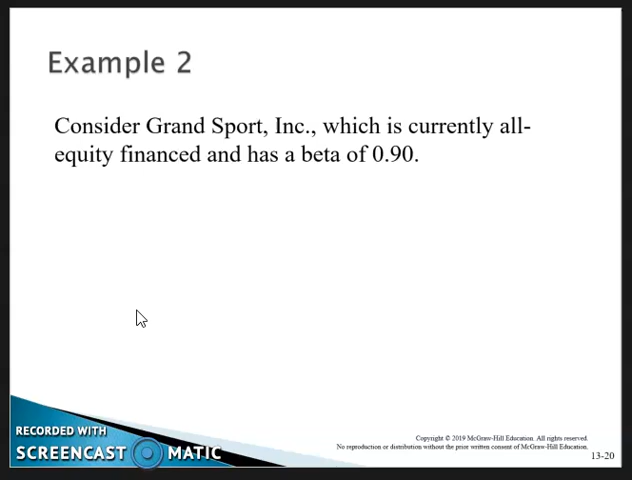 Example 2
Consider Grand Sport, Inc., which is currently all-
equity financed and has a beta of 0.90.
RECORDED WITH
SCREENCAST MATIC
Copyright © 2019 McGraw-Hill Education. All rights reserved.
No reproduction or distribution without the prior written consent of McGraw-Hill Education.
13-20